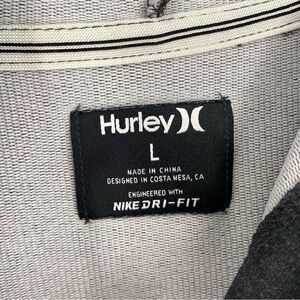 Hurley
L
MADE IN CHINA
DESIGNED IN COSTA MESA, CA
ENGINEERED WITH
NIKE DRI-FIT